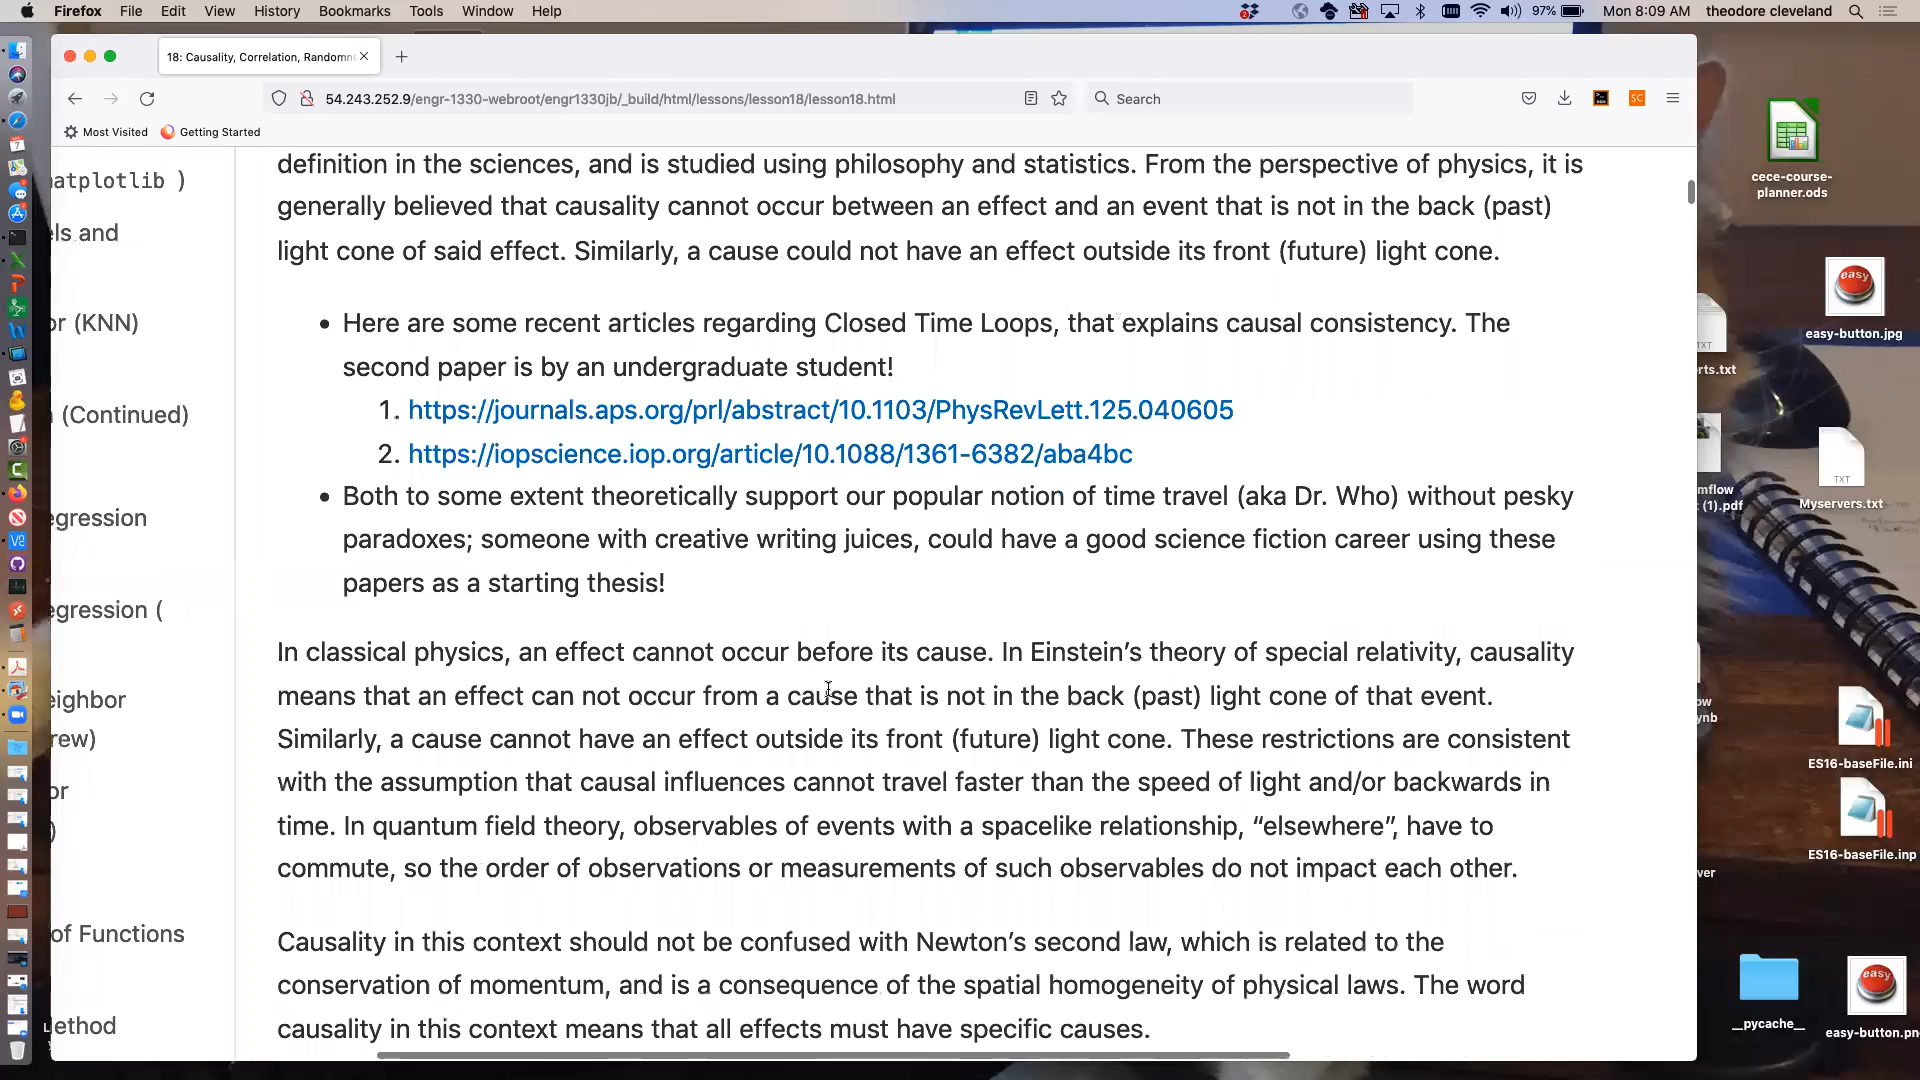 Firefox File Edit View History Bookmarks Tools Window Help
97% Mon 8:09 AM theodore cleveland
18: Causality, Correlation, Randomn
54.243.252.9/engr-1330-webroot/engr1330jb/_build/html/lessons/lesson18/lesson18.html
Search
Most Visited Getting Started
atplotlib )
els and
or (KNN)
(Continued)
egression
egression (
eighbor
rew)
or
)
of Functions
ethod
definition in the sciences, and is studied using philosophy and statistics. From the perspective of physics, it is
generally believed that causality cannot occur between an effect and an event that is not in the back (past)
light cone of said effect. Similarly, a cause could not have an effect outside its front (future) light cone.
• Here are some recent articles regarding Closed Time Loops, that explains causal consistency. The
second paper is by an undergraduate student!
1. https://journals.aps.org/prl/abstract/10.1103/PhysRevLett.125.040605
2. https://iopscience.iop.org/article/10.1088/1361-6382/aba4bc
• Both to some extent theoretically support our popular notion of time travel (aka Dr. Who) without pesky
paradoxes; someone with creative writing juices, could have a good science fiction career using these
papers as a starting thesis!
In classical physics, an effect cannot occur before its cause. In Einstein’s theory of special relativity, causality
means that an effect can not occur from a cause that is not in the back (past) light cone of that event.
Similarly, a cause cannot have an effect outside its front (future) light cone. These restrictions are consistent
with the assumption that causal influences cannot travel faster than the speed of light and/or backwards in
time. In quantum field theory, observables of events with a spacelike relationship, “elsewhere”, have to
commute, so the order of observations or measurements of such observables do not impact each other.
Causality in this context should not be confused with Newton’s second law, which is related to the
conservation of momentum, and is a consequence of the spatial homogeneity of physical laws. The word
causality in this context means that all effects must have specific causes.
cece-course-
planner.ods
easy
easy-button.jpg
TXT
rts.txt
TXT
Myservers.txt
mflow
(1).pdf
ow
ynb
ES16-baseFile.ini
ES16-baseFile.inp
ver
__pycache__
easy
easy-button.pn